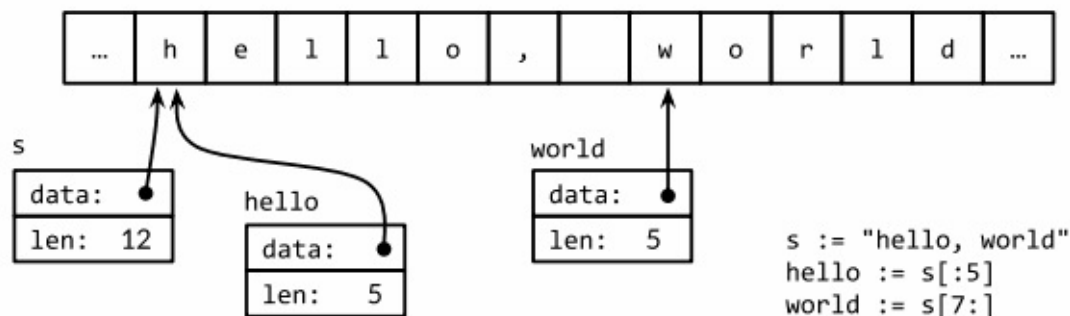 … h e l l o , w o r l d …
s
data:
len: 12
hello
data:
len: 5
world
data:
len: 5
s := "hello, world"
hello := s[:5]
world := s[7:]